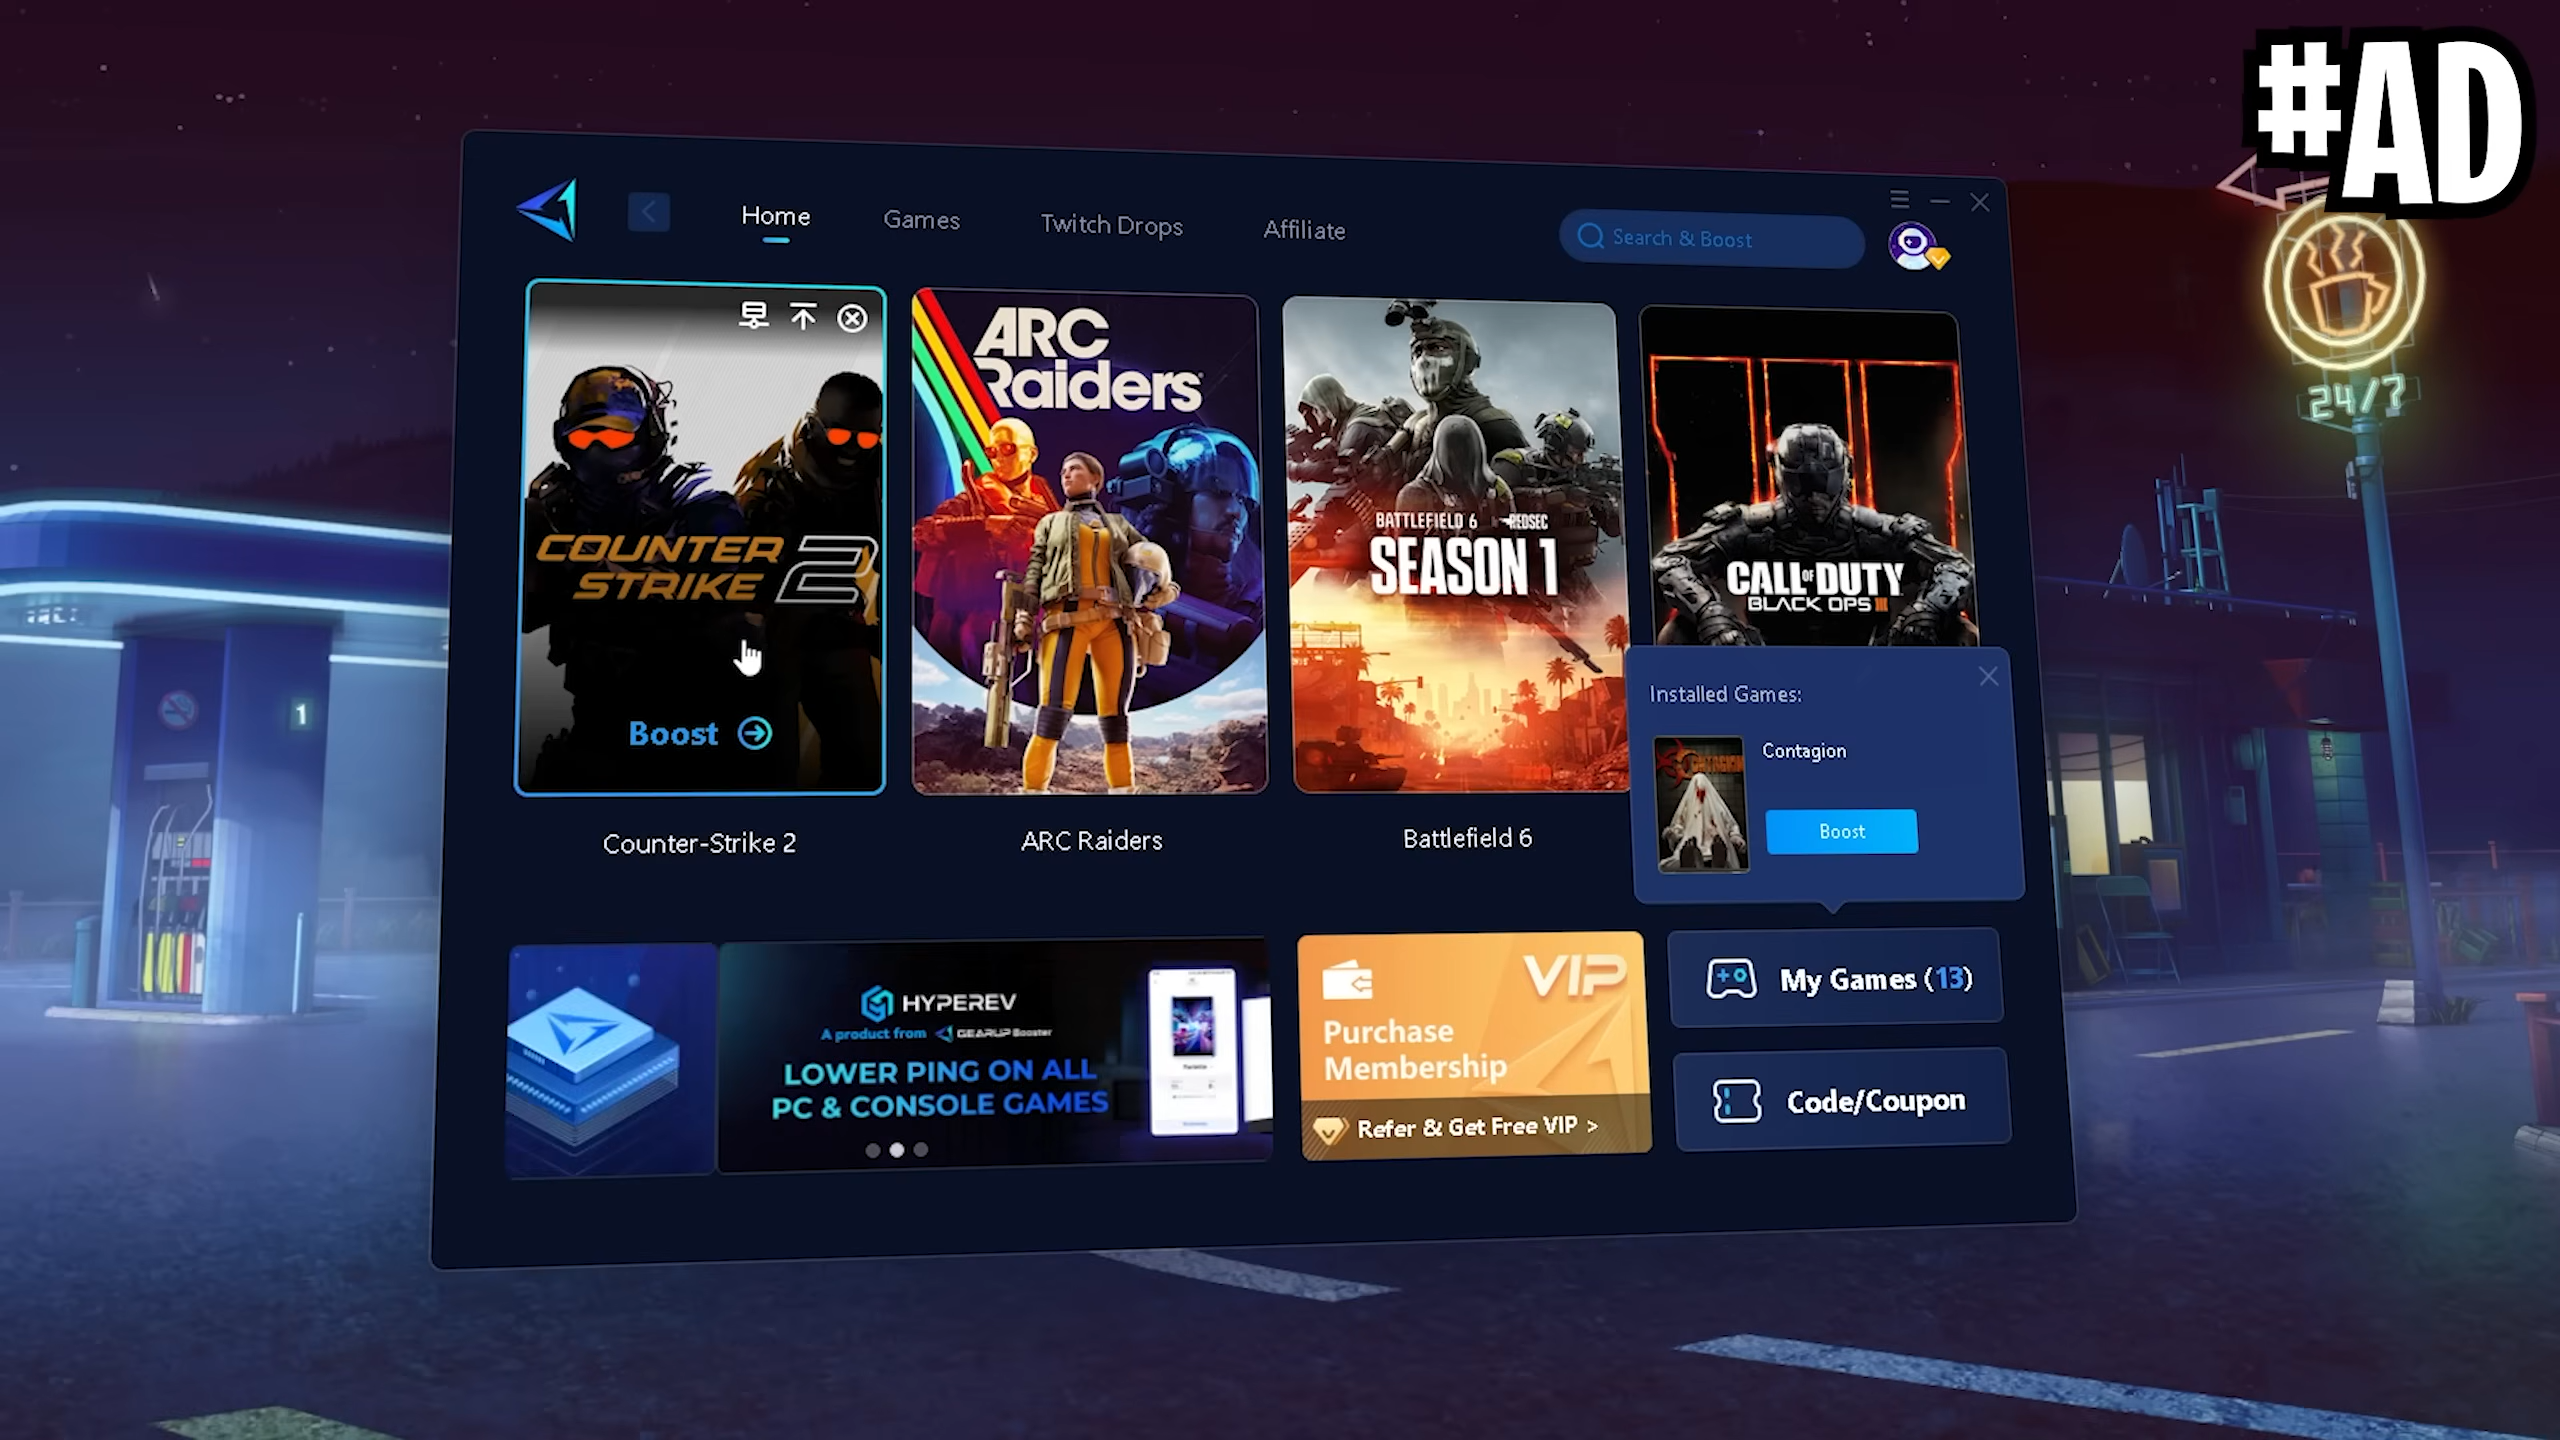 #AD
Home
Games
Twitch Drops
Affiliate
Search & Boost
24/7
COUNTER
STRIKE 2
Boost
ARC
Raiders
BATTLEFIELD 6 REDSEC
SEASON 1
CALL OF DUTY
BLACK OPS III
1
Installed Games:
Contagion
CONTAGION
Boost
Counter-Strike 2
ARC Raiders
Battlefield 6
HYPEREV
A product from GEARUP Booster
LOWER PING ON ALL
PC & CONSOLE GAMES
VIP
Purchase
Membership
Refer & Get Free VIP >
My Games (13)
Code/Coupon